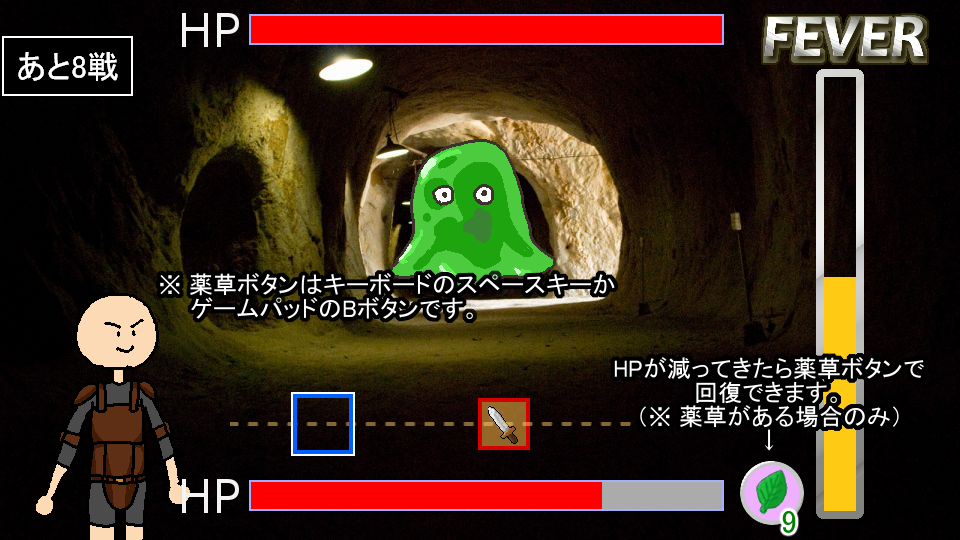 HP
FEVER
あと8戦
※ 薬草ボタンはキーボードのスペースキーか
ゲームパッドのBボタンです。
HPが減ってきたら薬草ボタンで
回復できます。
（※ 薬草がある場合のみ）
↓
HP
9